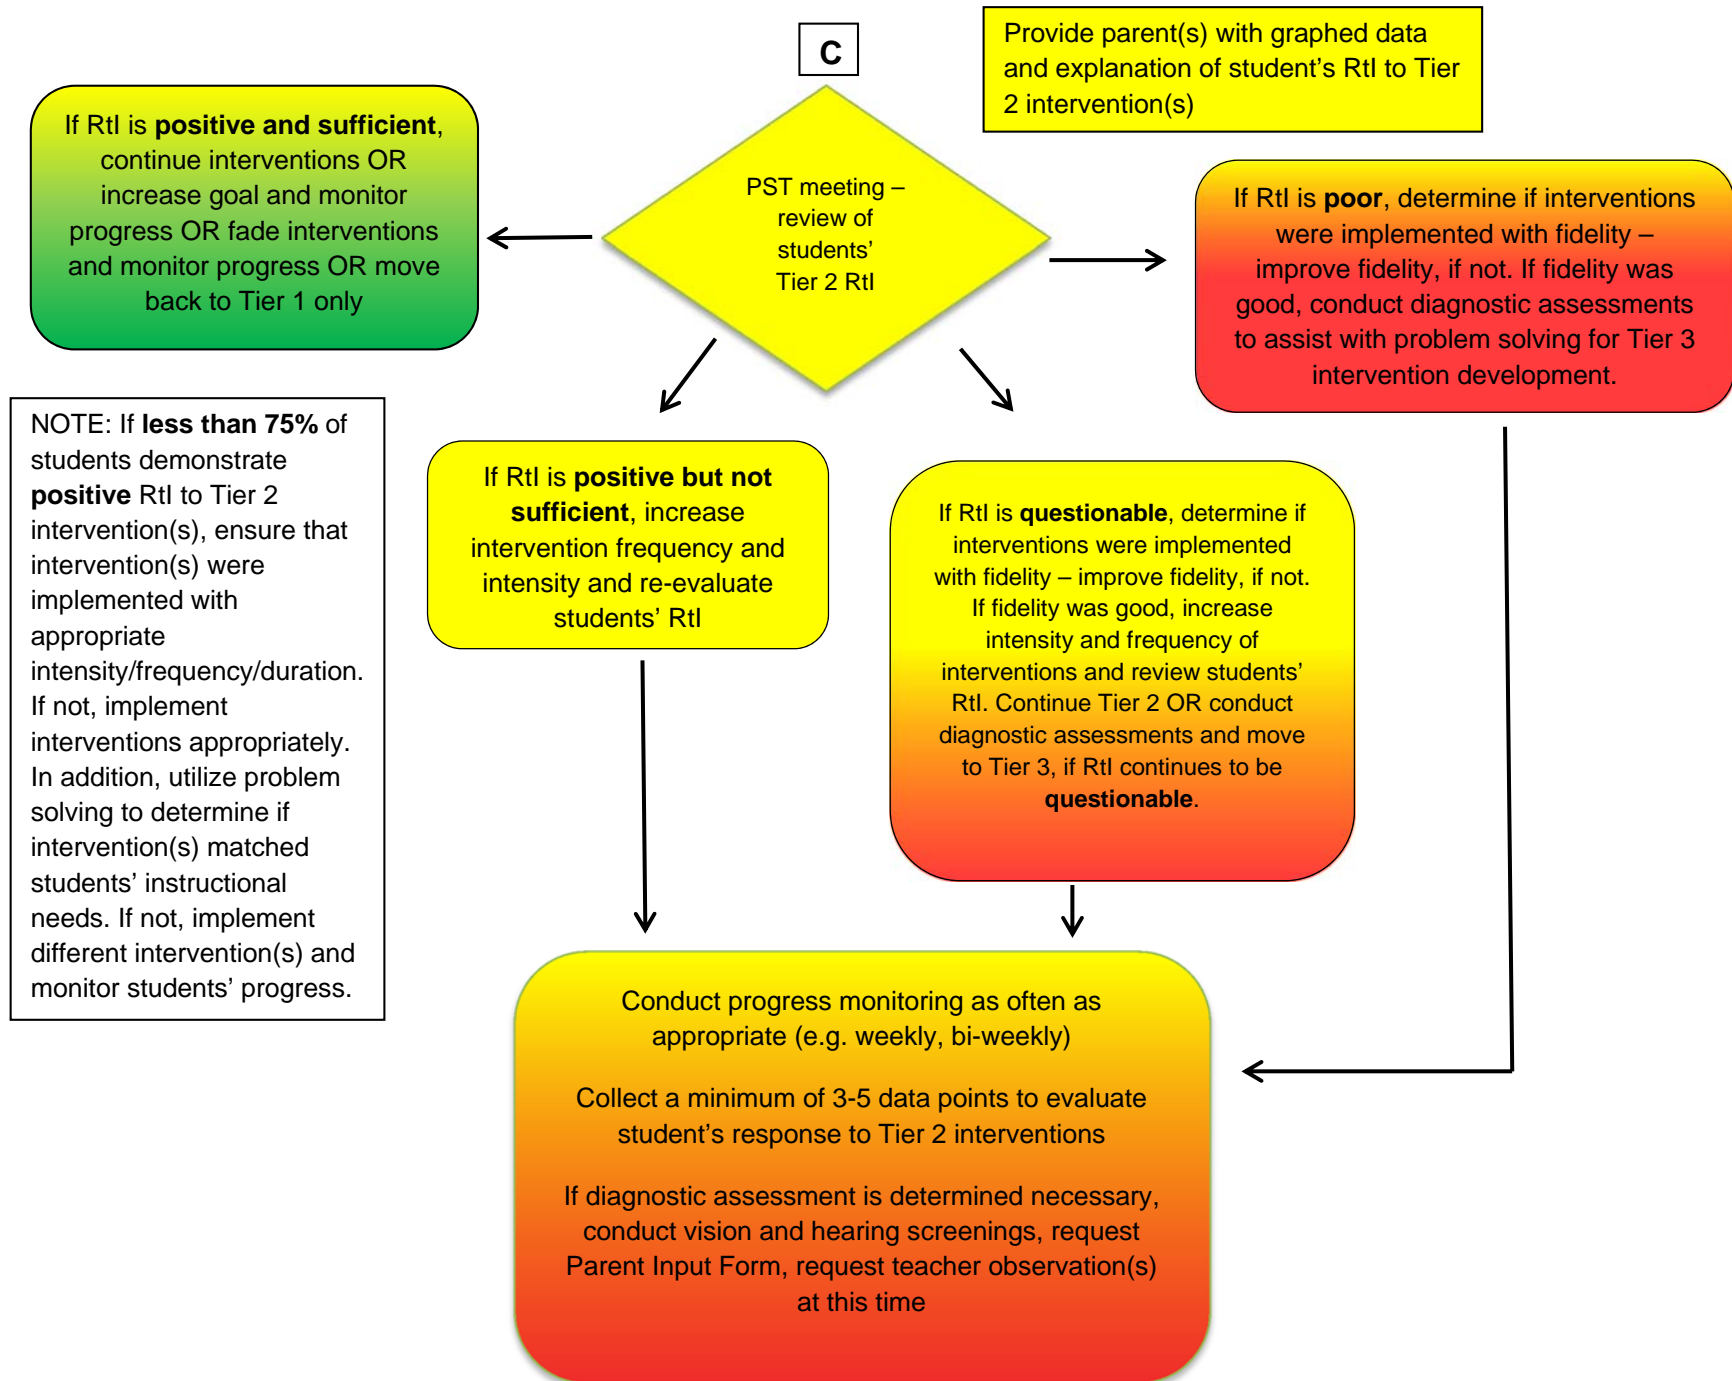 C
Provide parent(s) with graphed data
and explanation of student’s RtI to Tier
2 intervention(s)
If RtI is positive and sufficient,
continue interventions OR
increase goal and monitor
progress OR fade interventions
and monitor progress OR move
back to Tier 1 only
PST meeting –
review of
students’
Tier 2 RtI
If RtI is poor, determine if interventions
were implemented with fidelity –
improve fidelity, if not. If fidelity was
good, conduct diagnostic assessments
to assist with problem solving for Tier 3
intervention development.
NOTE: If less than 75% of
students demonstrate
positive RtI to Tier 2
intervention(s), ensure that
intervention(s) were
implemented with
appropriate
intensity/frequency/duration.
If not, implement
interventions appropriately.
In addition, utilize problem
solving to determine if
intervention(s) matched
students’ instructional
needs. If not, implement
different intervention(s) and
monitor students’ progress.
If RtI is positive but not
sufficient, increase
intervention frequency and
intensity and re-evaluate
students’ RtI
If RtI is questionable, determine if
interventions were implemented
with fidelity – improve fidelity, if not.
If fidelity was good, increase
intensity and frequency of
interventions and review students’
RtI. Continue Tier 2 OR conduct
diagnostic assessments and move
to Tier 3, if RtI continues to be
questionable.
Conduct progress monitoring as often as
appropriate (e.g. weekly, bi-weekly)
Collect a minimum of 3-5 data points to evaluate
student’s response to Tier 2 interventions
If diagnostic assessment is determined necessary,
conduct vision and hearing screenings, request
Parent Input Form, request teacher observation(s)
at this time